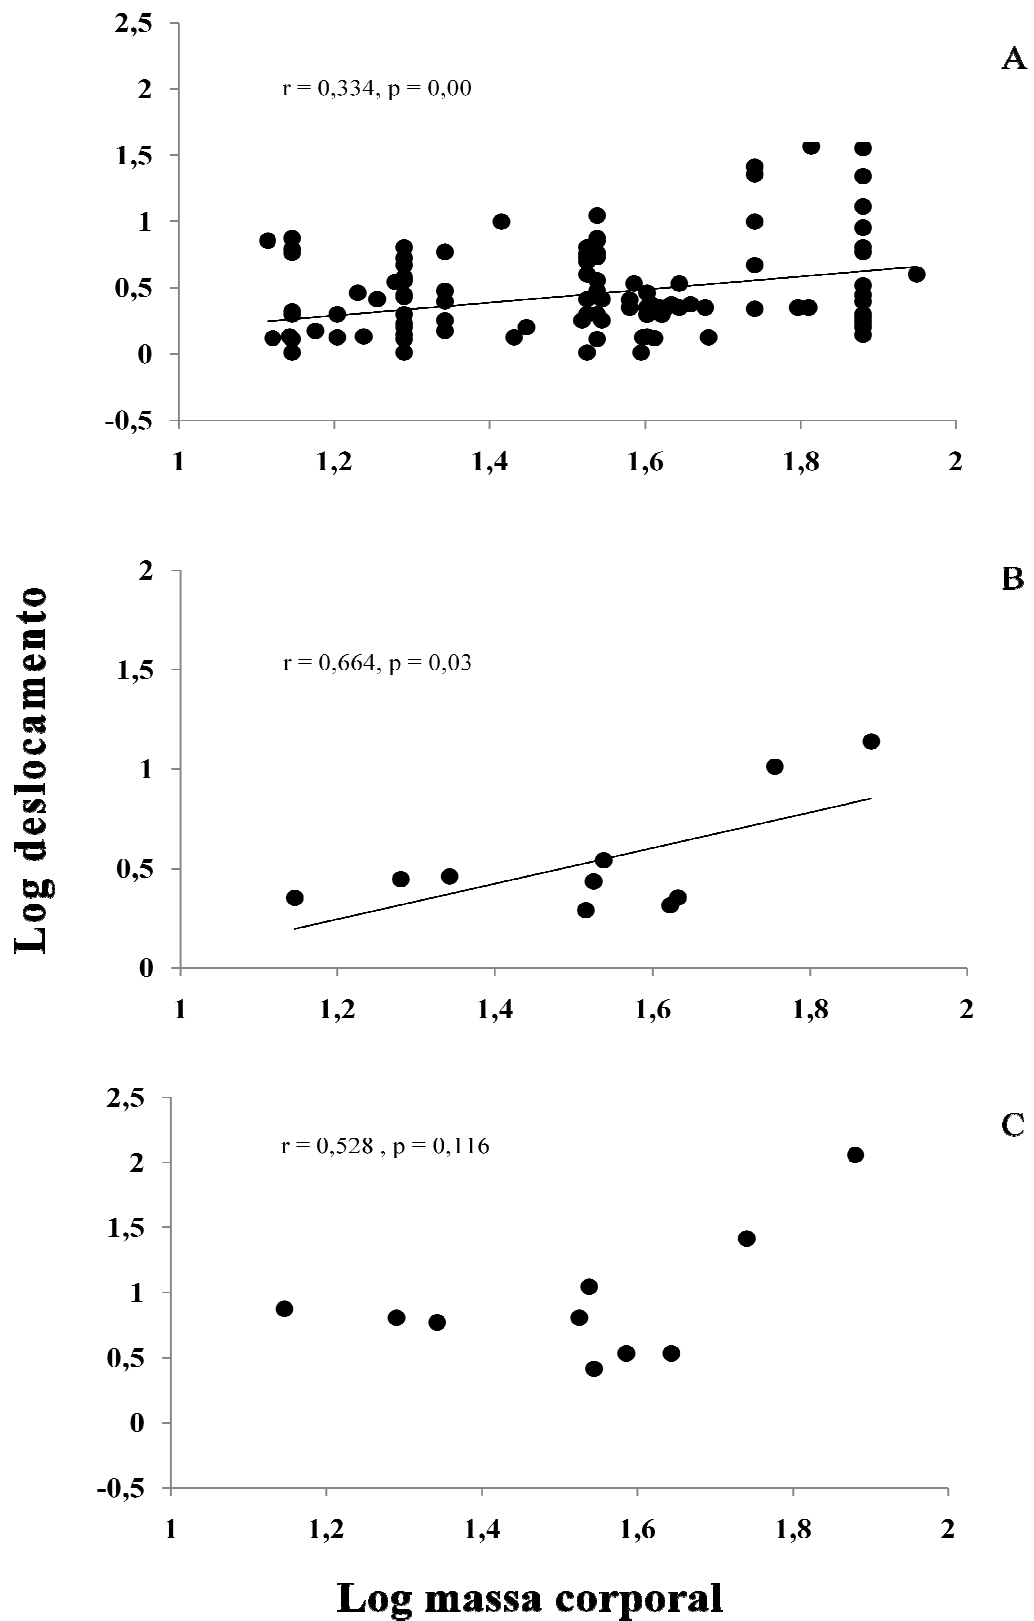 2,5
A
2
r = 0,334, p = 0,00
1,5
1
0,5
0
-0,5
1 1,2 1,4 1,6 1,8 2
Log deslocamento
2
B
1,5
r = 0,664, p = 0,03
1
0,5
0
1 1,2 1,4 1,6 1,8 2
2,5
C
r = 0,528 , p = 0,116
2
1,5
1
0,5
0
-0,5
1 1,2 1,4 1,6 1,8 2
Log massa corporal